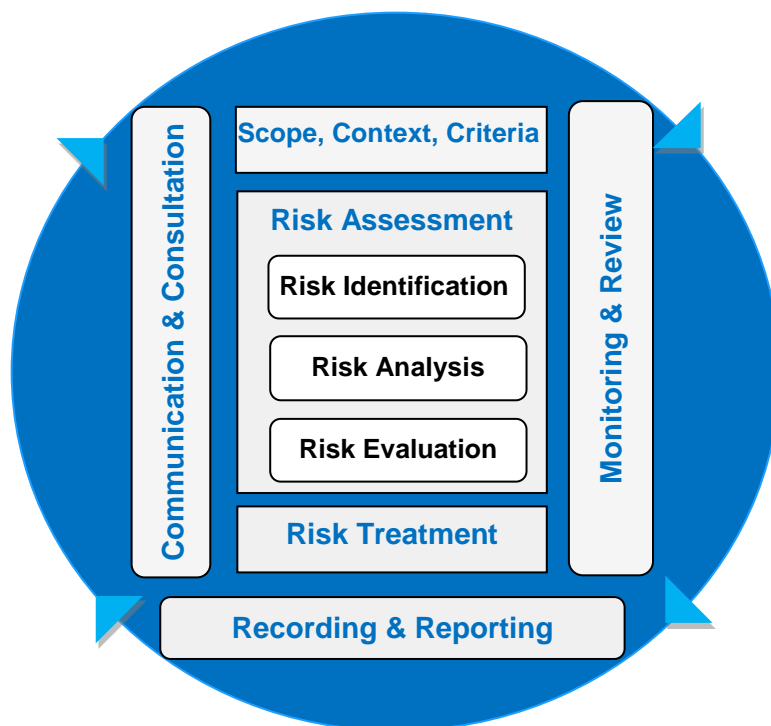 Communication & Consultation
Scope, Context, Criteria
Risk Assessment
Risk Identification
Risk Analysis
Risk Evaluation
Risk Treatment
Monitoring & Review
Recording & Reporting